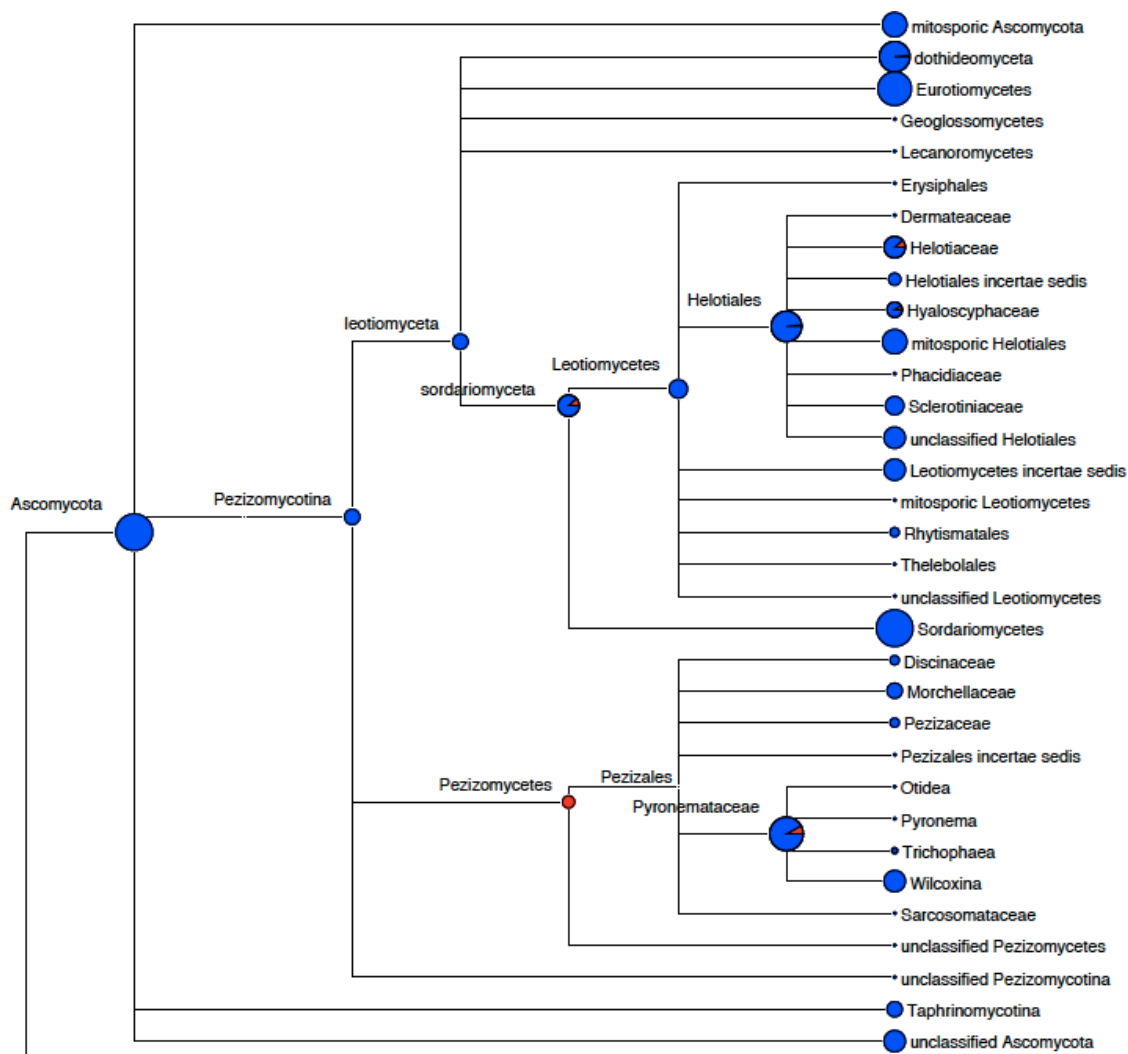 mitosporic Ascomycota
dothideomyceta
Eurotiomycetes
Geoglossomycetes
Lecanoromycetes
Erysiphales
Dermateaceae
Helotiaceae
Helotiales incertae sedis
Helotiales
Hyaloscyphaceae
leotiomyceta
mitosporic Helotiales
Leotiomycetes
Phacidiaceae
sordariomyceta
Sclerotiniaceae
unclassified Helotiales
Leotiomycetes incertae sedis
Ascomycota
Pezizomycotina
mitosporic Leotiomycetes
Rhytismatales
Thelebolales
unclassified Leotiomycetes
Sordariomycetes
Discinaceae
Morchellaceae
Pezizaceae
Pezizales incertae sedis
Pezizomycetes
Pezizales
Otidea
Pyronemataceae
Pyronema
Trichophaea
Wilcoxina
Sarcosomataceae
unclassified Pezizomycetes
unclassified Pezizomycotina
Taphrinomycotina
unclassified Ascomycota